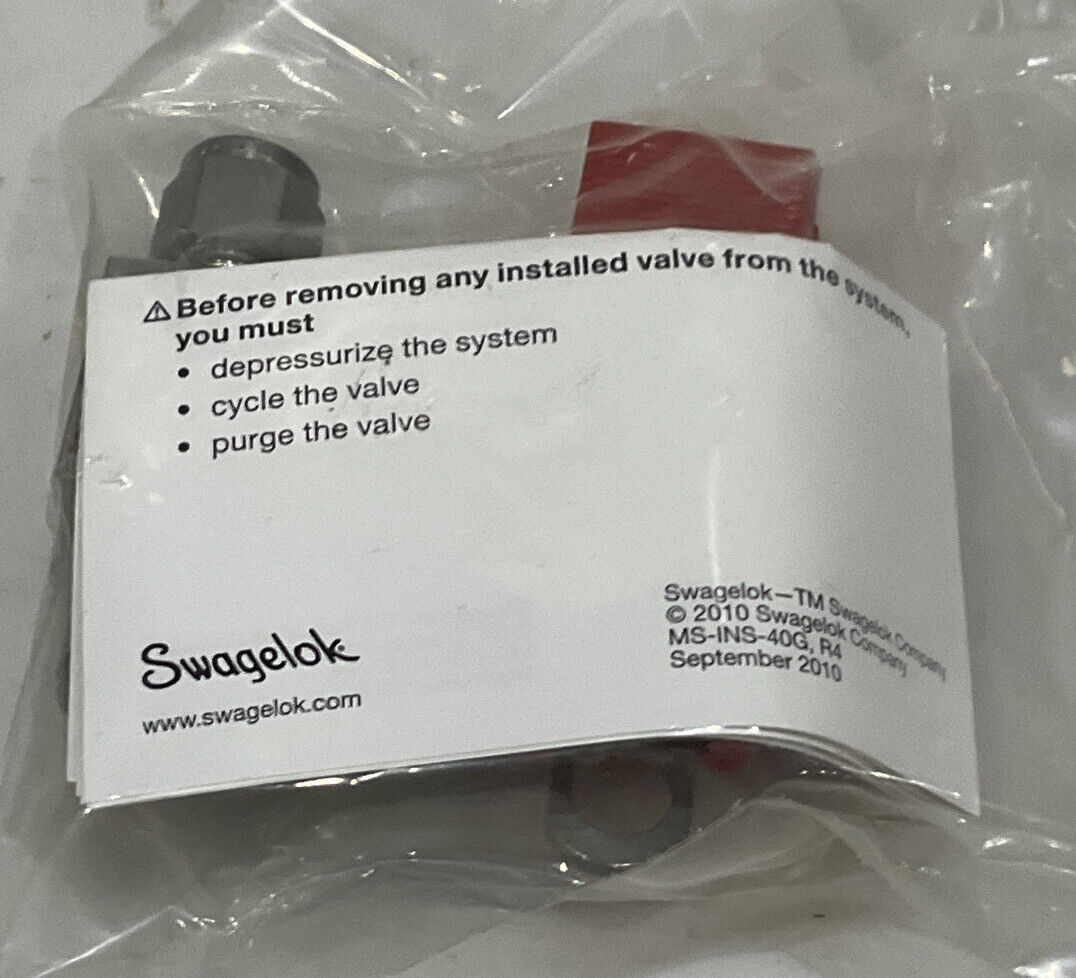 ⚠ Before removing any installed valve from the system,
you must
• depressurize the system
• cycle the valve
• purge the valve
Swagelok
www.swagelok.com
Swagelok—TM Swagelok Company
© 2010 Swagelok Company
MS-INS-40G, R4
September 2010